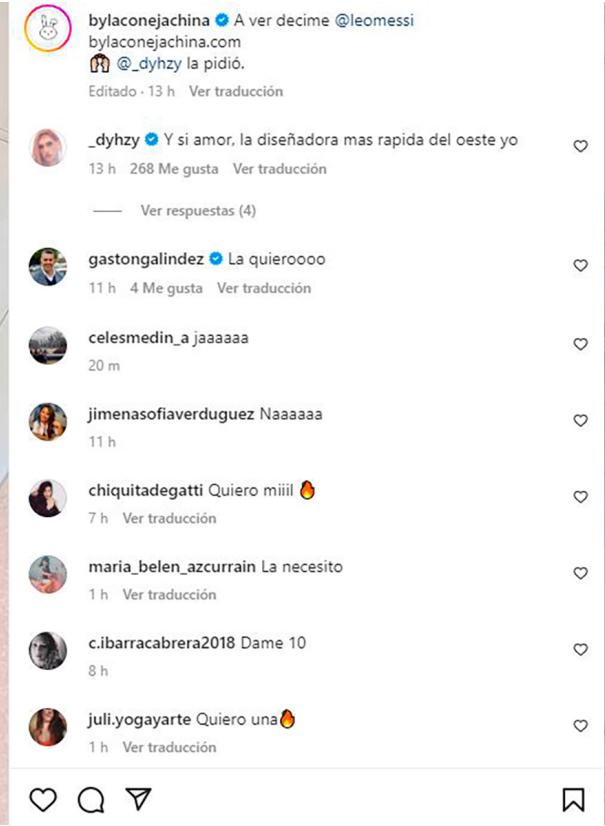 bylaconejachina A ver decime @leomessi
bylaconejachina.com
🙌 @_dyhzy la pidió.
Editado · 13 h Ver traducción
_dyhzy Y si amor, la diseñadora mas rapida del oeste yo
13 h 268 Me gusta Ver traducción
Ver respuestas (4)
gastongalindez La quieroooo
11 h 4 Me gusta Ver traducción
celesmedin_a jaaaaaa
20 m
jimenasofiaverduguez Naaaaaa
11 h
chiquitadegatti Quiero miiil 🔥
7 h Ver traducción
maria_belen_azcurrain La necesito
1 h Ver traducción
c.ibarracabrera2018 Dame 10
8 h
juli.yogayarte Quiero una🔥
1 h Ver traducción